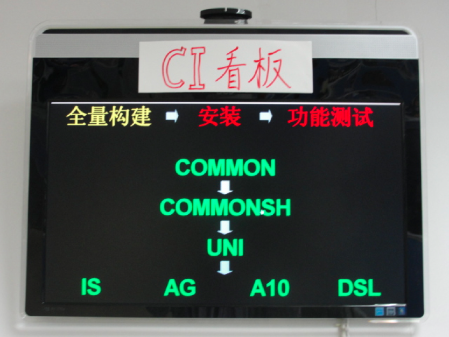 CI看板
全量构建 ➡ 安装 ➡ 功能测试
COMMON
COMMONSH
UNI
IS AG A10 DSL